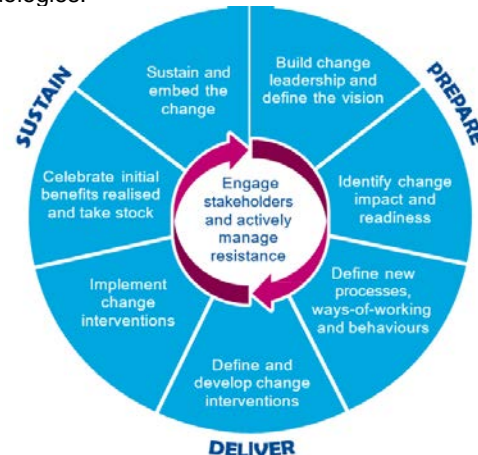 SUSTAIN
PREPARE
Sustain and
embed the
change
Build change
leadership and
define the vision
Celebrate initial
benefits realised
and take stock
Engage
stakeholders
and actively
manage
resistance
Identify change
impact and
readiness
Implement
change
interventions
Define new
processes,
ways-of-working
and behaviours
Define and
develop change
interventions
DELIVER